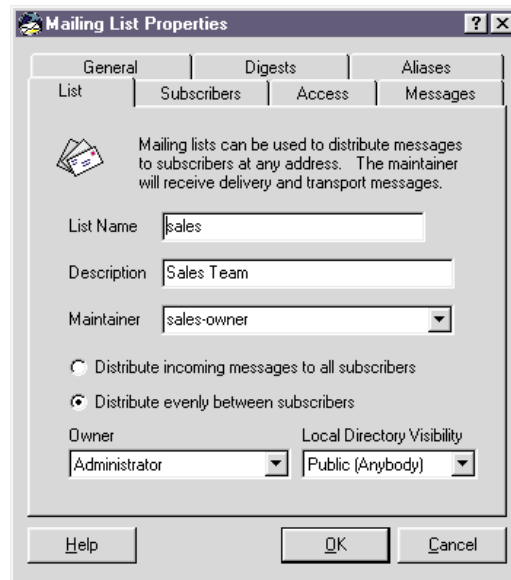 Mailing List Properties
General Digests Aliases
List Subscribers Access Messages
Mailing lists can be used to distribute messages
to subscribers at any address. The maintainer
will receive delivery and transport messages.
List Name sales
Description Sales Team
Maintainer sales-owner
Distribute incoming messages to all subscribers
Distribute evenly between subscribers
Owner Local Directory Visibility
Administrator Public (Anybody)
Help OK Cancel